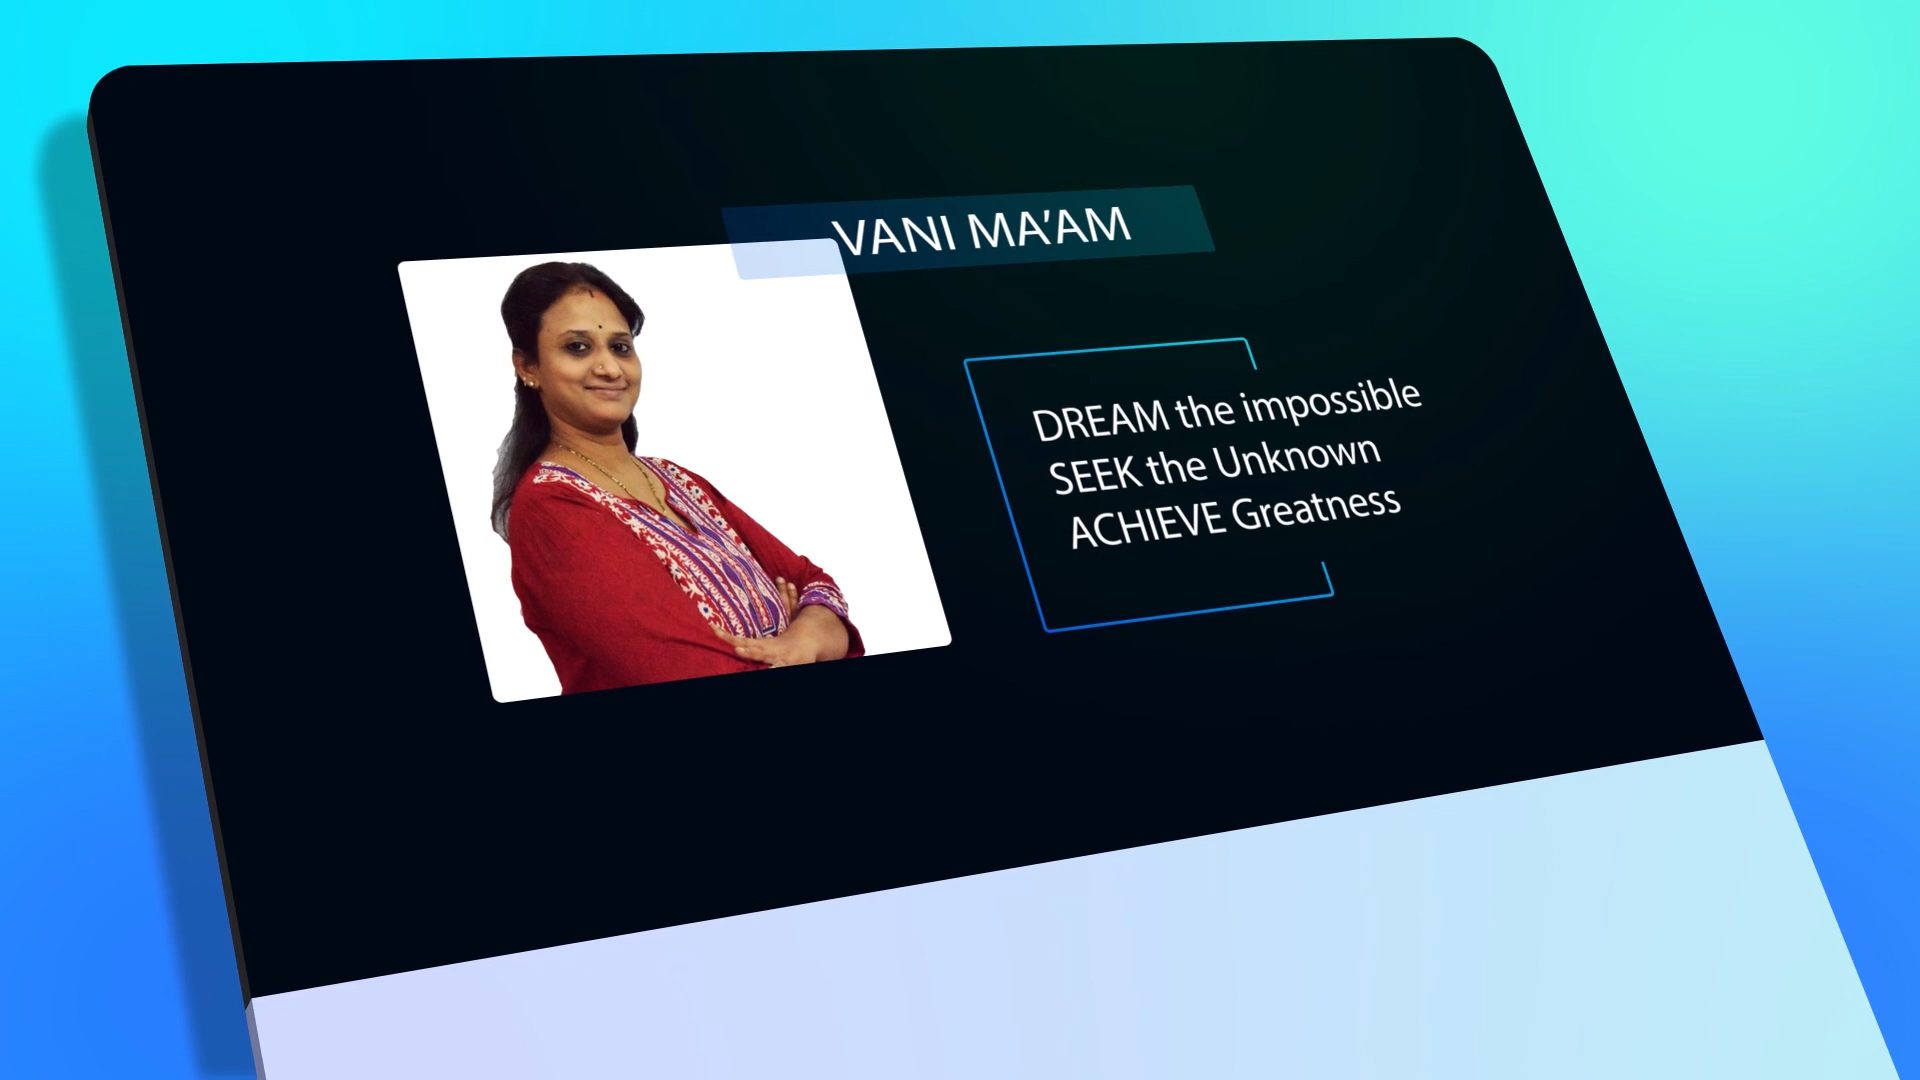 VANI MA’AM
DREAM the impossible
SEEK the Unknown
ACHIEVE Greatness